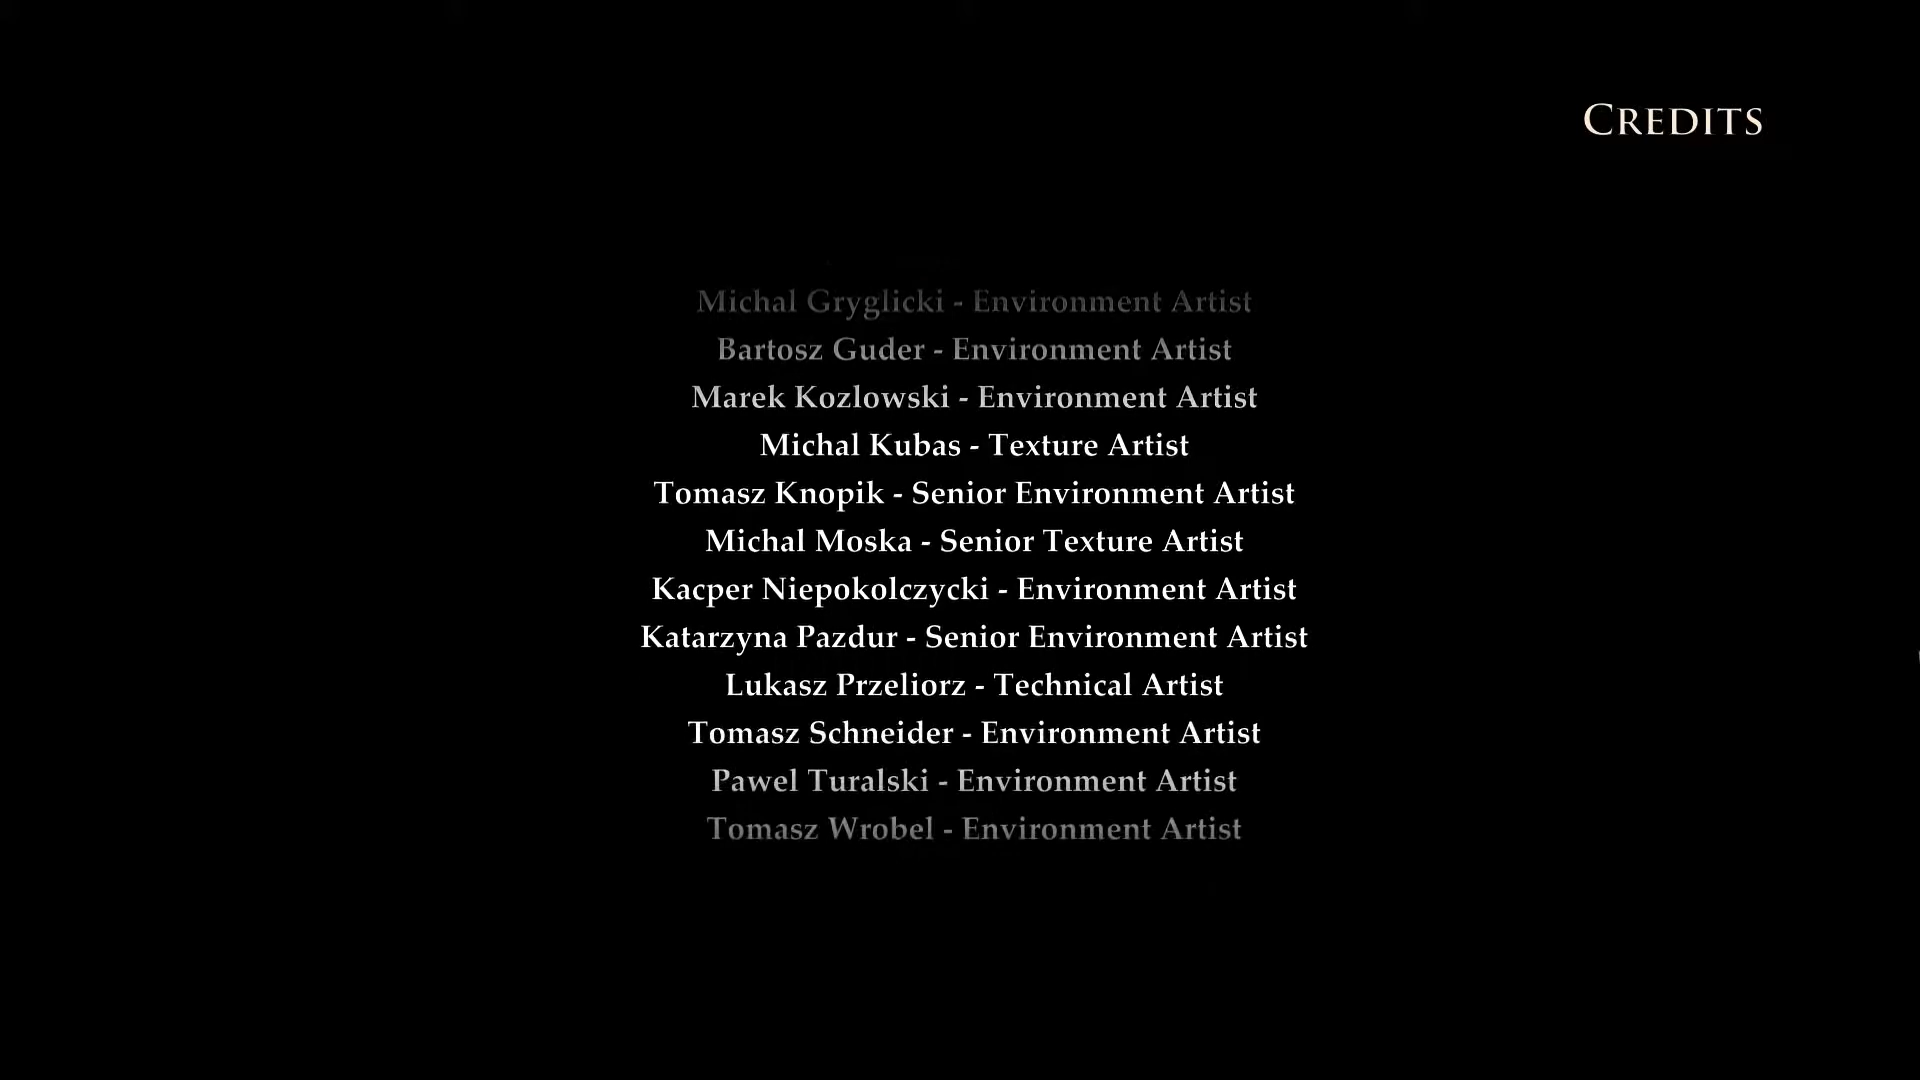 Credits
Michal Gryglicki - Environment Artist
Bartosz Guder - Environment Artist
Marek Kozlowski - Environment Artist
Michal Kubas - Texture Artist
Tomasz Knopik - Senior Environment Artist
Michal Moska - Senior Texture Artist
Kacper Niepokolczycki - Environment Artist
Katarzyna Pazdur - Senior Environment Artist
Lukasz Przeliorz - Technical Artist
Tomasz Schneider - Environment Artist
Pawel Turalski - Environment Artist
Tomasz Wrobel - Environment Artist